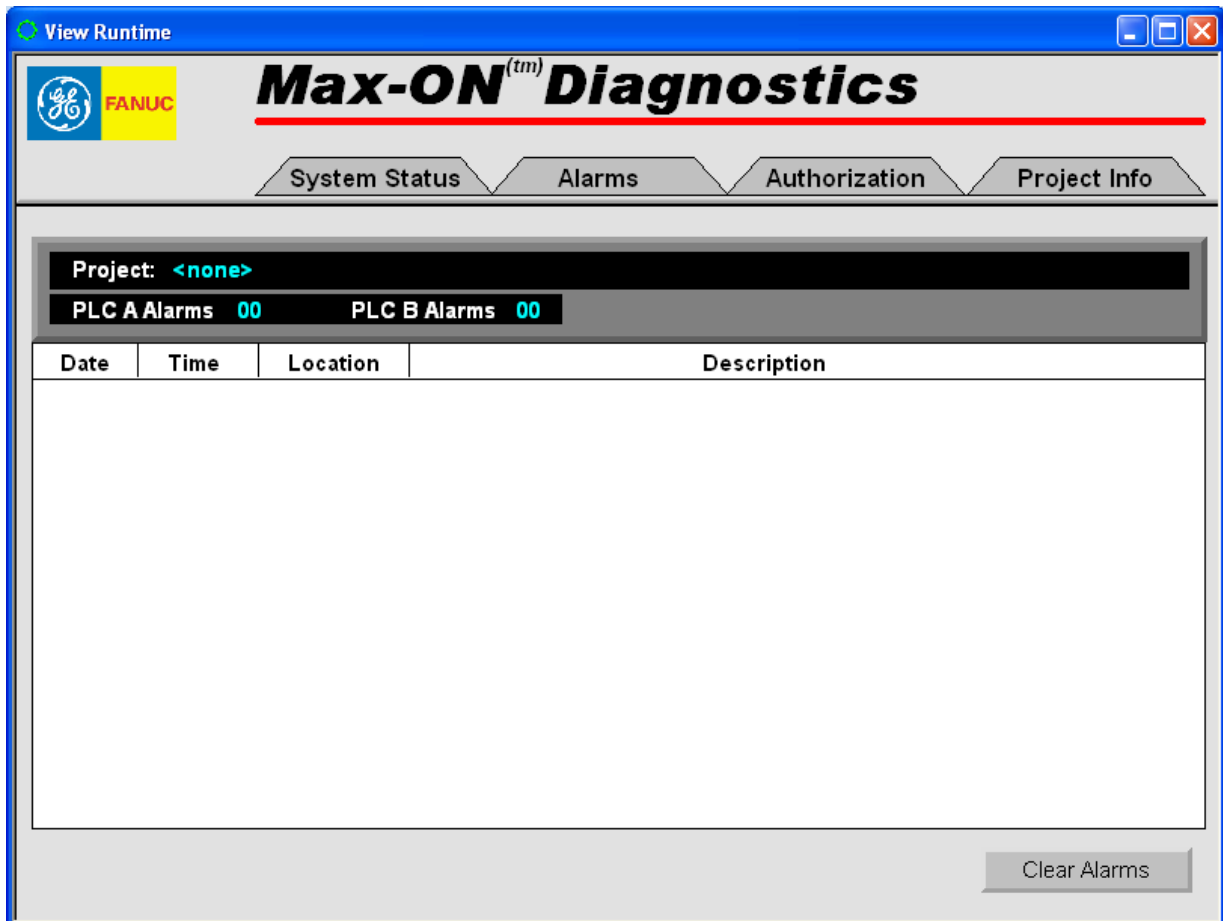 View Runtime
GE FANUC
Max-ON(tm) Diagnostics
System Status Alarms Authorization Project Info
Project: <none>
PLC A Alarms 00 PLC B Alarms 00
Date Time Location Description
Clear Alarms